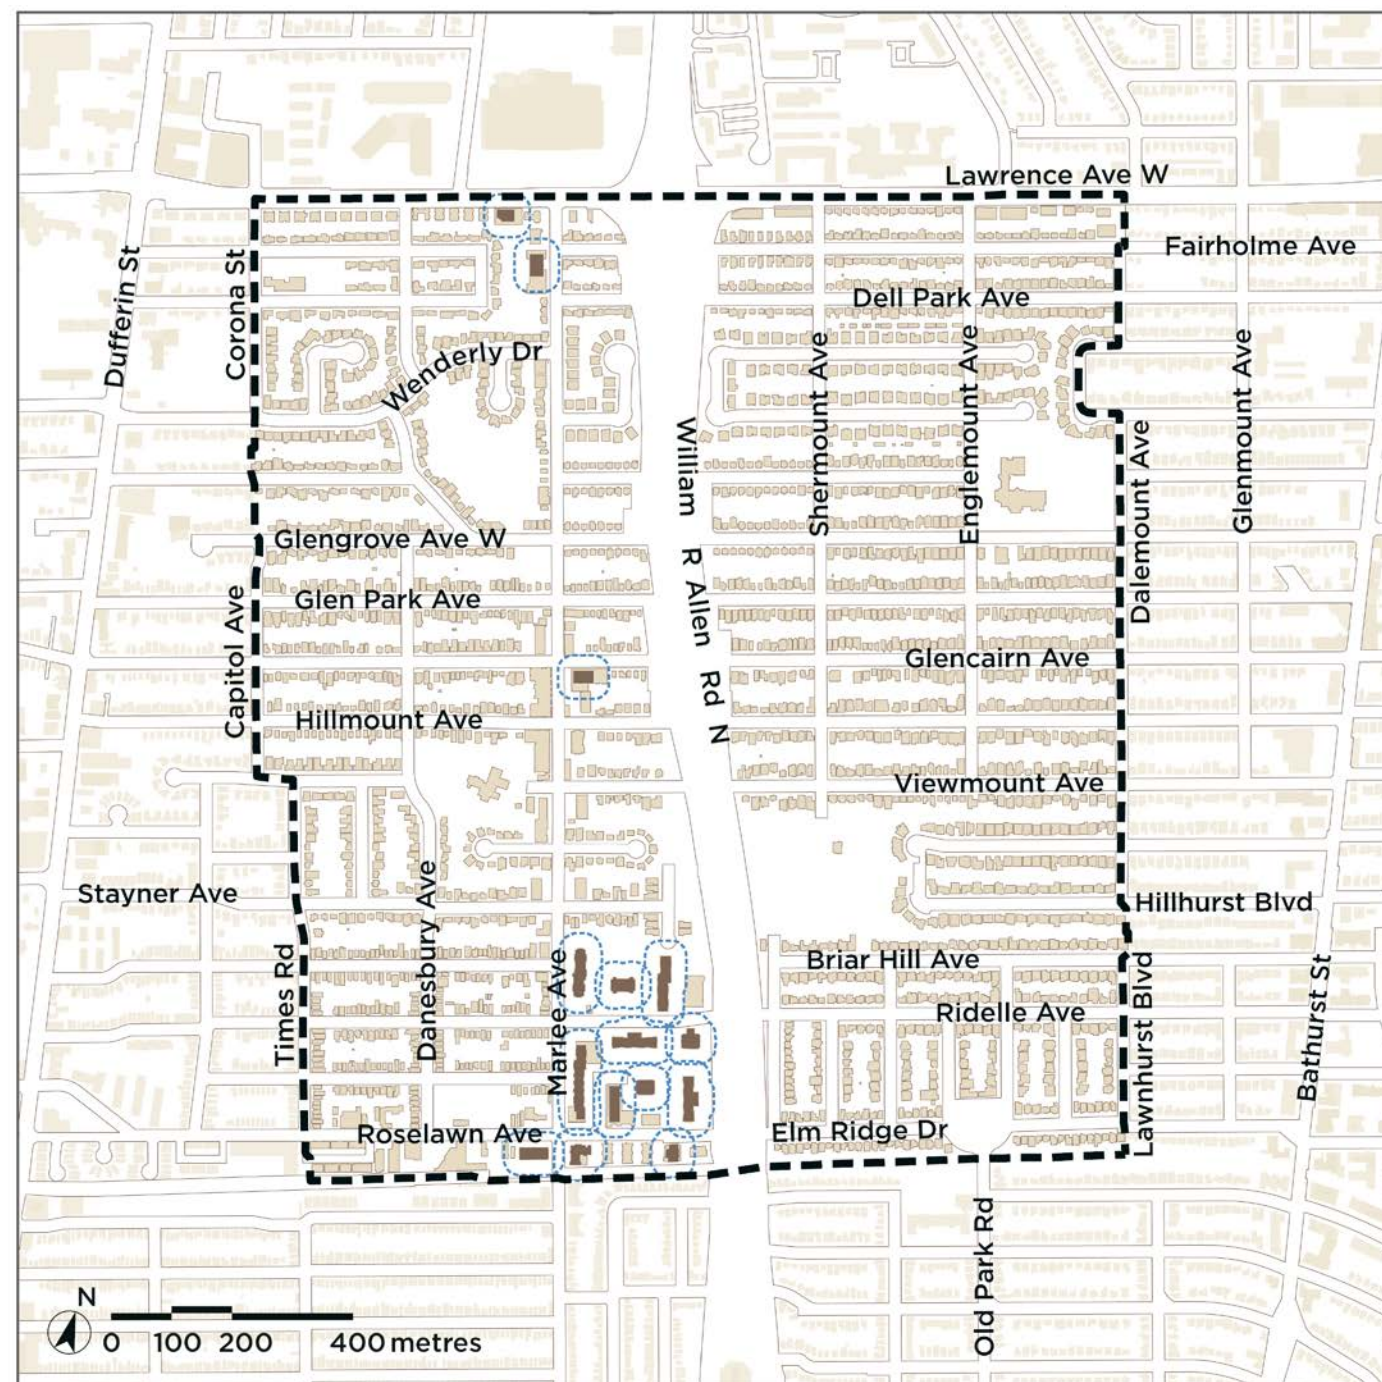 Lawrence Ave W
Fairholme Ave
Dufferin St
Corona St
Dell Park Ave
Wenderly Dr
Shermount Ave
Englemount Ave
Glenmount Ave
William R Allen Rd N
Dalemount Ave
Glengrove Ave W
Glen Park Ave
Capitol Ave
Glencairn Ave
Hillmount Ave
Viewmount Ave
Stayner Ave
Danesbury Ave
Hillhurst Blvd
Times Rd
Marlee Ave
Briar Hill Ave
Ridelle Ave
Lawnhurst Blvd
Bathurst St
Roselawn Ave
Elm Ridge Dr
Old Park Rd
N
0 100 200 400 metres